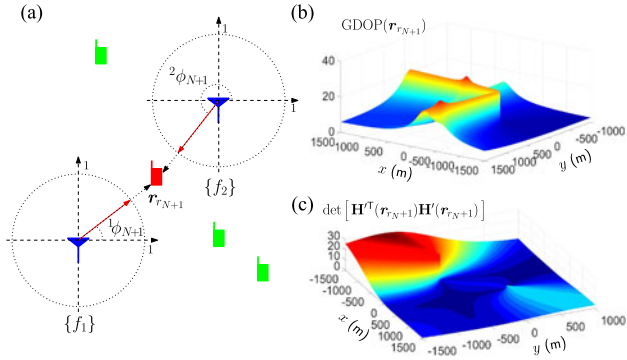 (a)
1
²ϕ_{N+1}
1
{f₂}
1
r_{r_{N+1}}
¹ϕ_{N+1}
1
{f₁}
(b)
GDOP(r_{r_{N+1}})
40
20
0
1500
1000
500
0
-500
-1000
-1500
x (m)
1500
1000
500
0
-500
-1000
y (m)
(c)
det[H'ᵀ(r_{r_{N+1}})H'(r_{r_{N+1}})]
30
20
10
0
-1500
-1000
-500
0
500
1000
1500
x (m)
-1500
-1000
-500
0
500
1000
y (m)